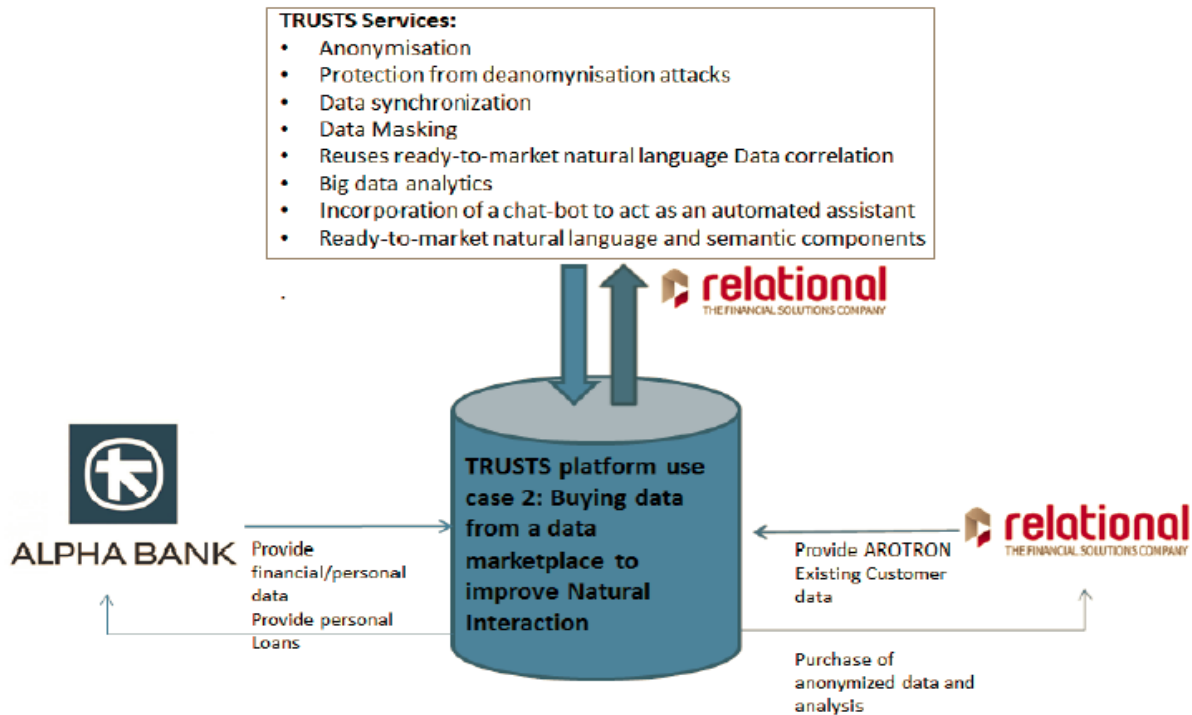 TRUSTS Services:
• Anonymisation
• Protection from deanomynisation attacks
• Data synchronization
• Data Masking
• Reuses ready-to-market natural language Data correlation
• Big data analytics
• Incorporation of a chat-bot to act as an automated assistant
• Ready-to-market natural language and semantic components
.
relational
THE FINANCIAL SOLUTIONS COMPANY
TRUSTS platform use
case 2: Buying data
from a data
marketplace to
improve Natural
Interaction
ALPHA BANK
Provide
financial/personal
data
Provide personal
Loans
relational
THE FINANCIAL SOLUTIONS COMPANY
Provide AROTRON
Existing Customer
data
Purchase of
anonymized data and
analysis